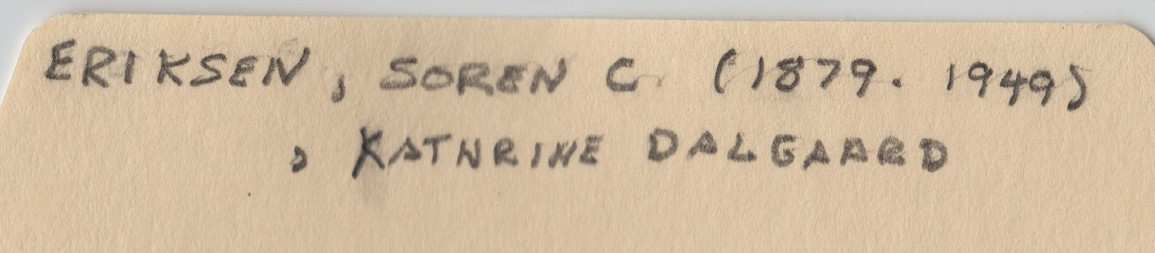 ERIKSEN, SOREN C. (1879. 1949)
, KATHRINE DALGAARD